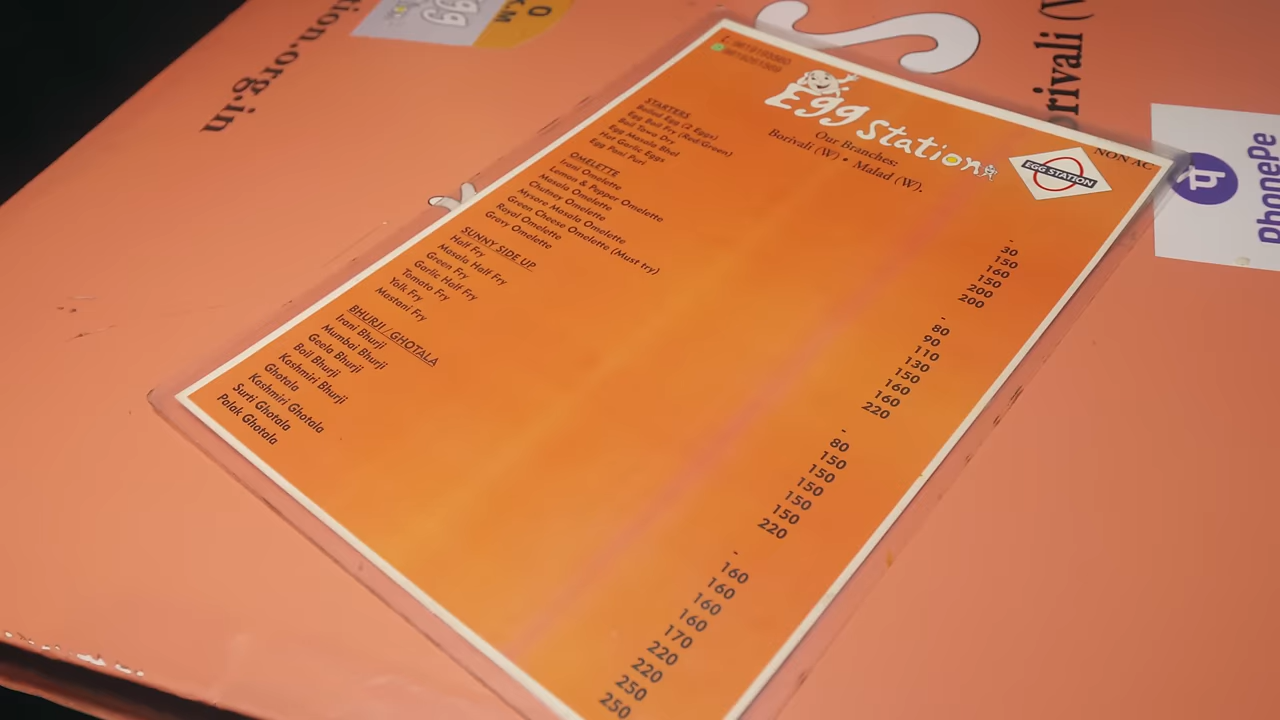 tion.org.in
O
K.M
gg
S
orivali (V
PhonePe
Egg Station
Our Branches:
Borivali (W) • Malad (W).
NON AC
EGG STATION
STARTERS -
Boiled Egg (2 Eggs) 30
Egg Boil Fry (Red/Green) 150
Boil Tawa Dry 160
Egg Masala Bhel 150
Half Garlic Eggs 200
Egg Pani Puri 200
OMELETTE -
Irani Omelette 80
Lemon & Pepper Omelette 90
Masala Omelette 110
Chutney Omelette 130
Mysore Masala Omelette 150
Green Cheese Omelette (Must try) 160
Royal Omelette 160
Gravy Omelette 220
SUNNY SIDE UP -
Half Fry 80
Masala Half Fry 150
Green Fry 150
Garlic Half Fry 150
Tomato Fry 150
Yolk Fry 150
Mastani Fry 220
BHURJI / GHOTALA -
Irani Bhurji 160
Mumbai Bhurji 160
Geela Bhurji 160
Boil Bhurji 160
Kashmiri Bhurji 170
Ghotala 220
Kashmiri Ghotala 220
Surti Ghotala 250
Palak Ghotala 250